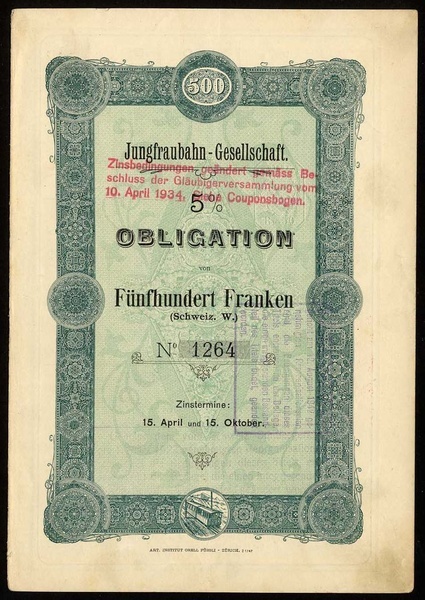 500
Jungfraubahn-Gesellschaft.
Zinsbedingungen geändert gemäss Be-
schluss der Gläubigerversammlung vom
10. April 1934, siehe Couponsbogen.
5%
OBLIGATION
von
Fünfhundert Franken
(Schweiz. W.)
No 1264
Zinstermine:
15. April und 15. Oktober.
ART. INSTITUT ORELL FÜSSLI - ZÜRICH.